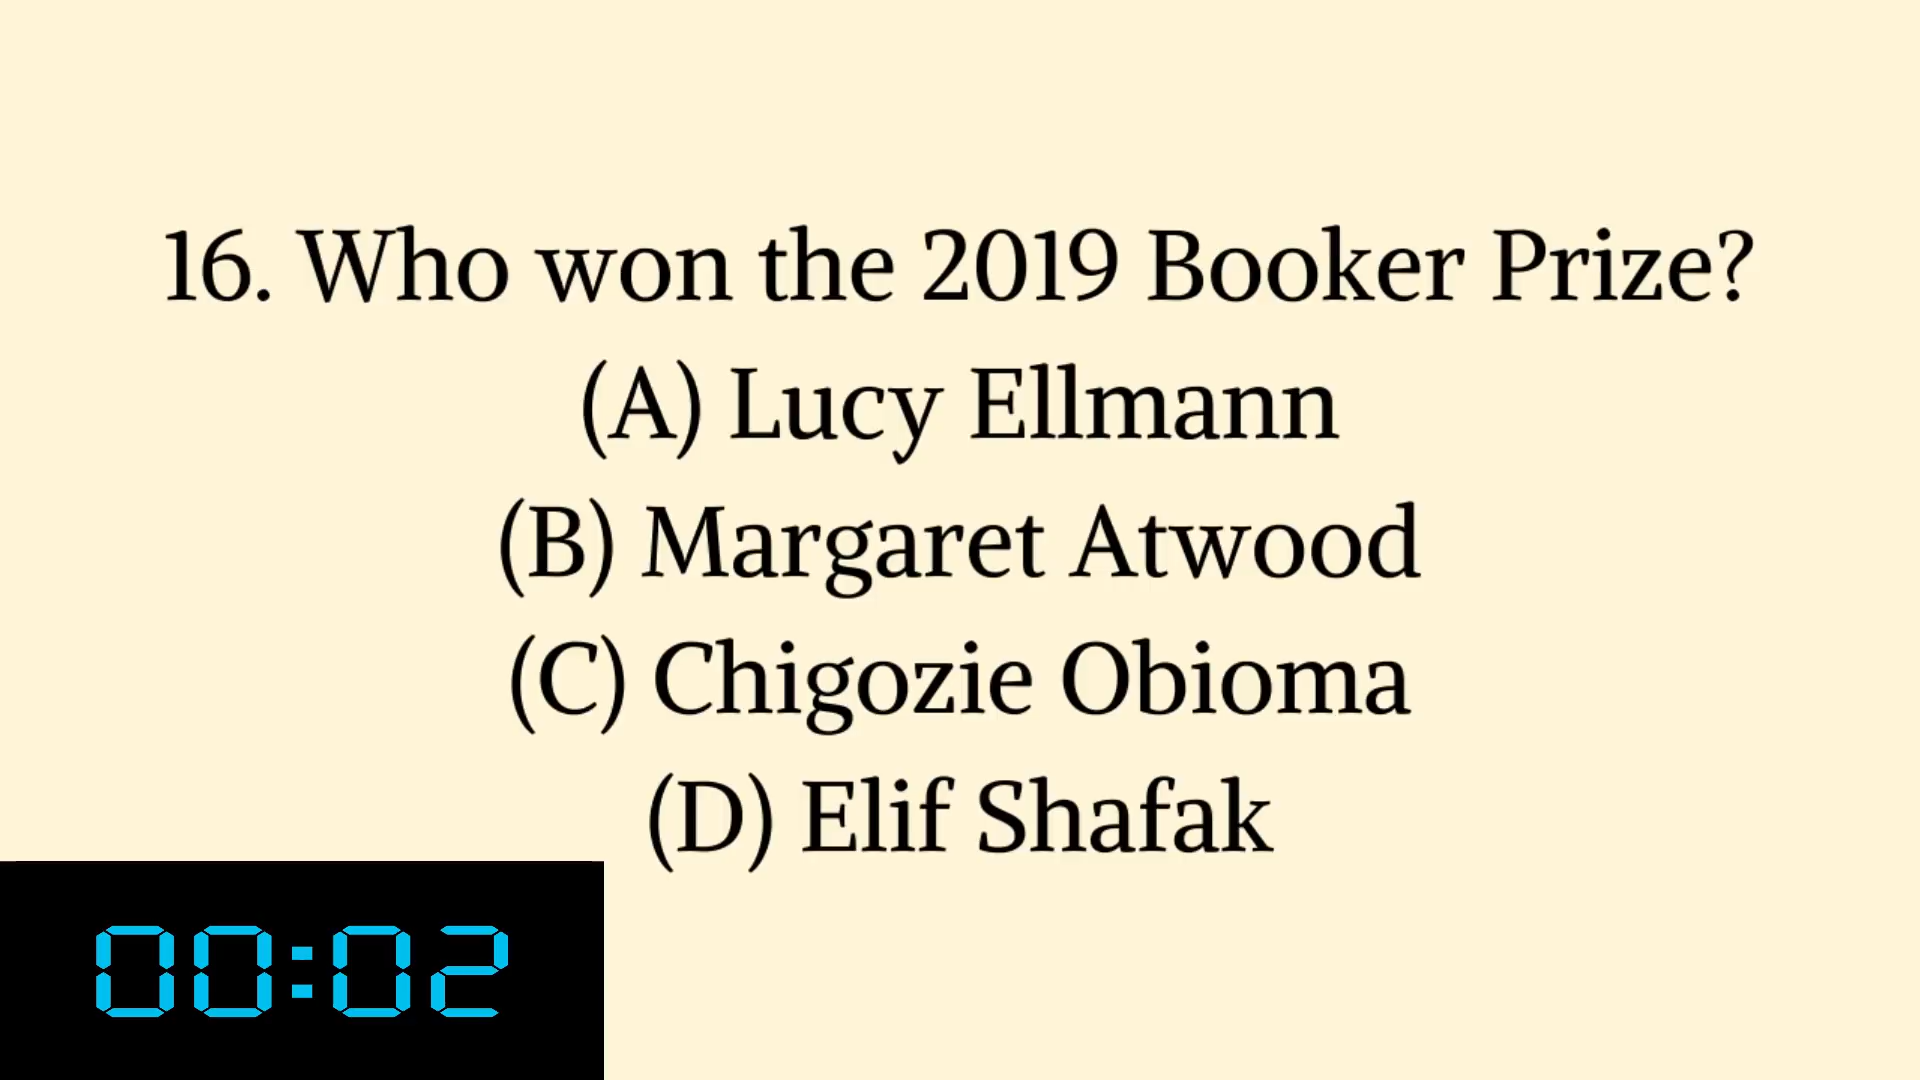 16. Who won the 2019 Booker Prize?
(A) Lucy Ellmann
(B) Margaret Atwood
(C) Chigozie Obioma
(D) Elif Shafak
00:02